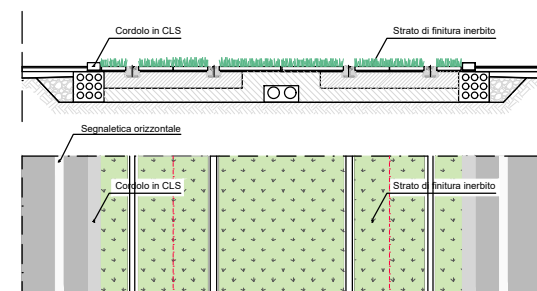 Cordolo in CLS
Strato di finitura inerbito
Segnaletica orizzontale
Cordolo in CLS
Strato di finitura inerbito